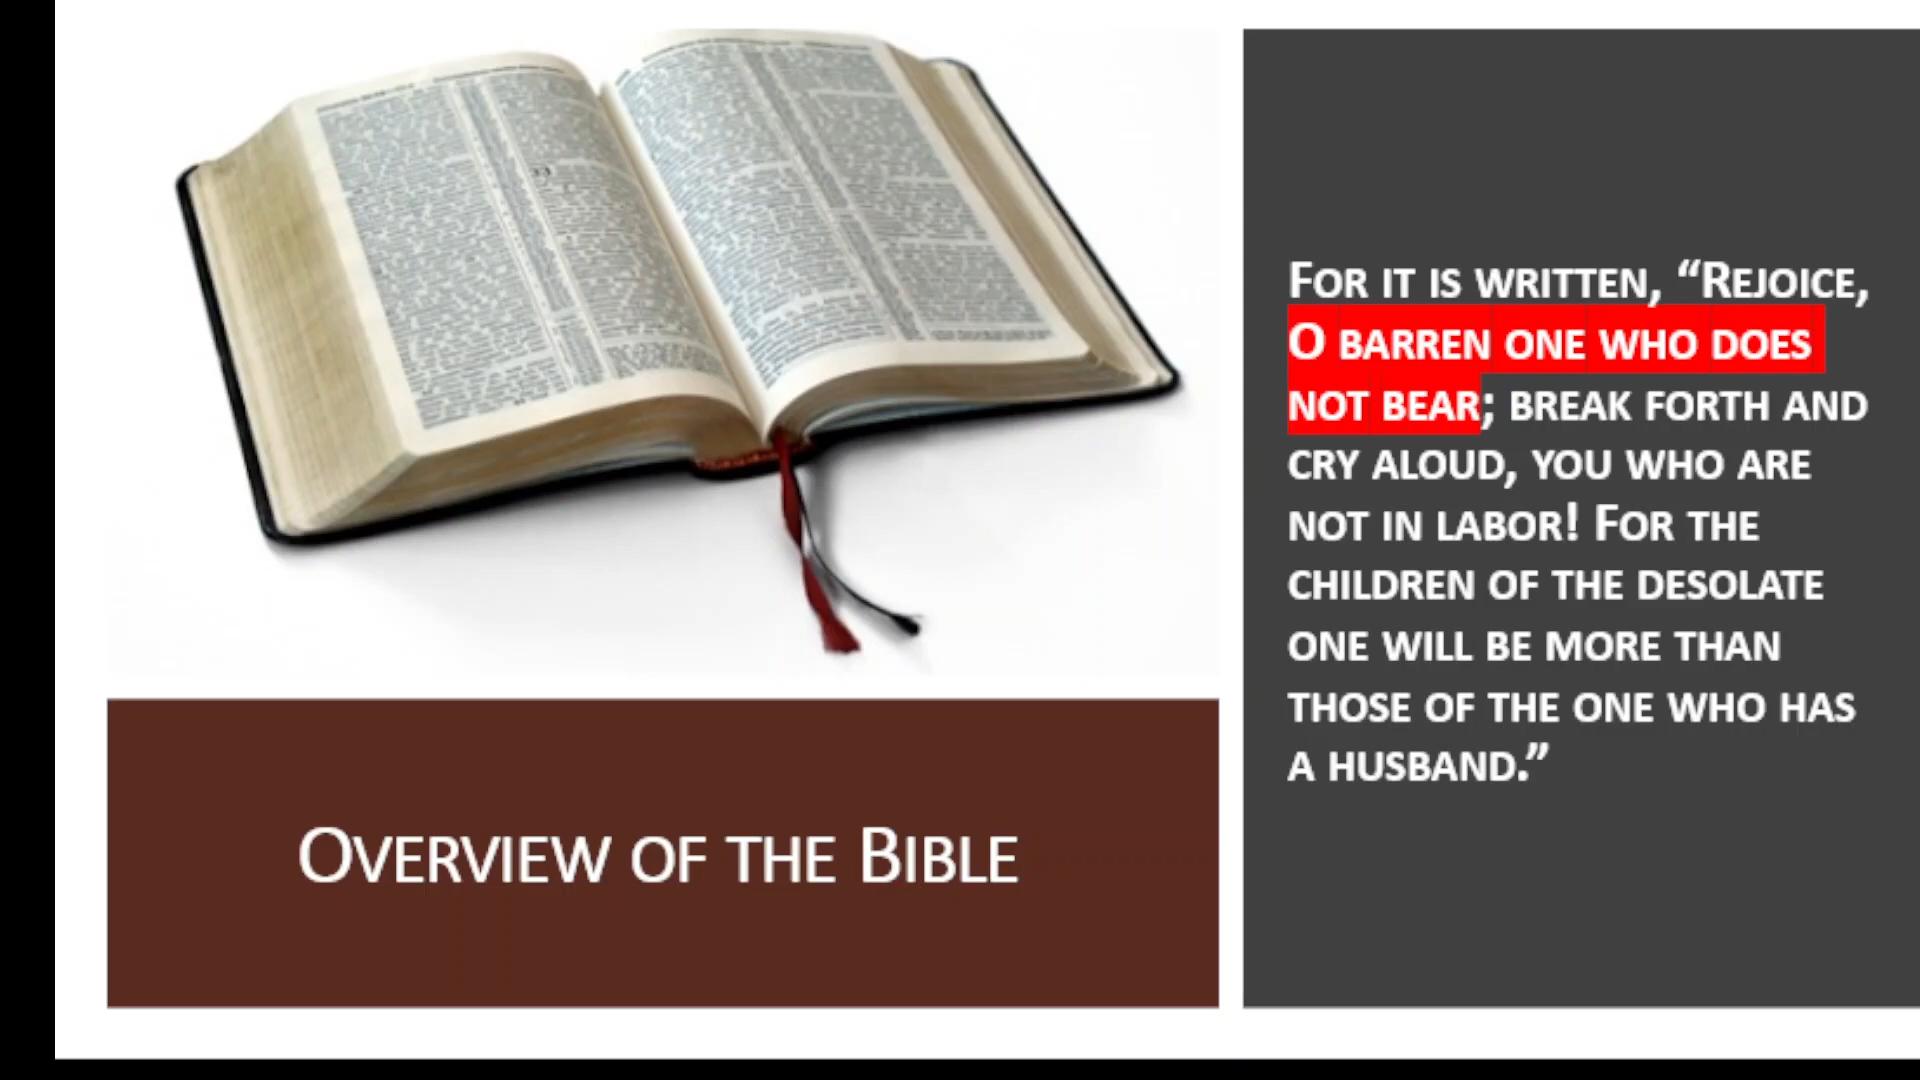 For it is written, “Rejoice,
O barren one who does
not bear; break forth and
cry aloud, you who are
not in labor! For the
children of the desolate
one will be more than
those of the one who has
a husband.”
Overview of the Bible